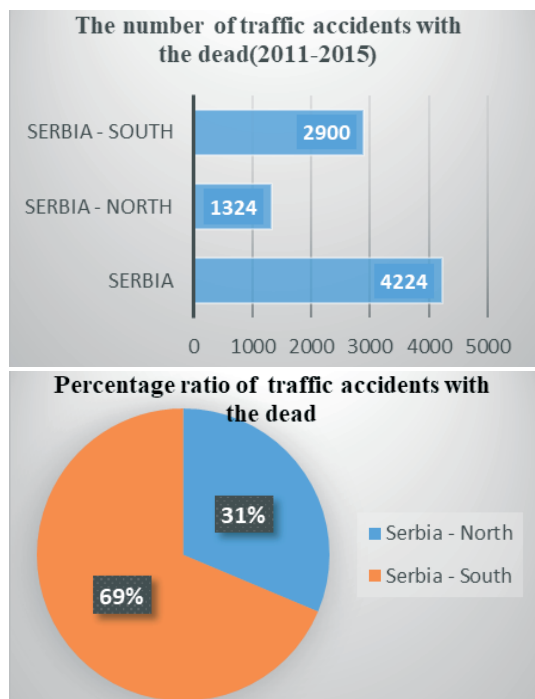 The number of traffic accidents with
the dead(2011-2015)
SERBIA - SOUTH
2900
SERBIA - NORTH
1324
SERBIA
4224
0 1000 2000 3000 4000 5000
Percentage ratio of traffic accidents with
the dead
31%
69%
Serbia - North
Serbia - South